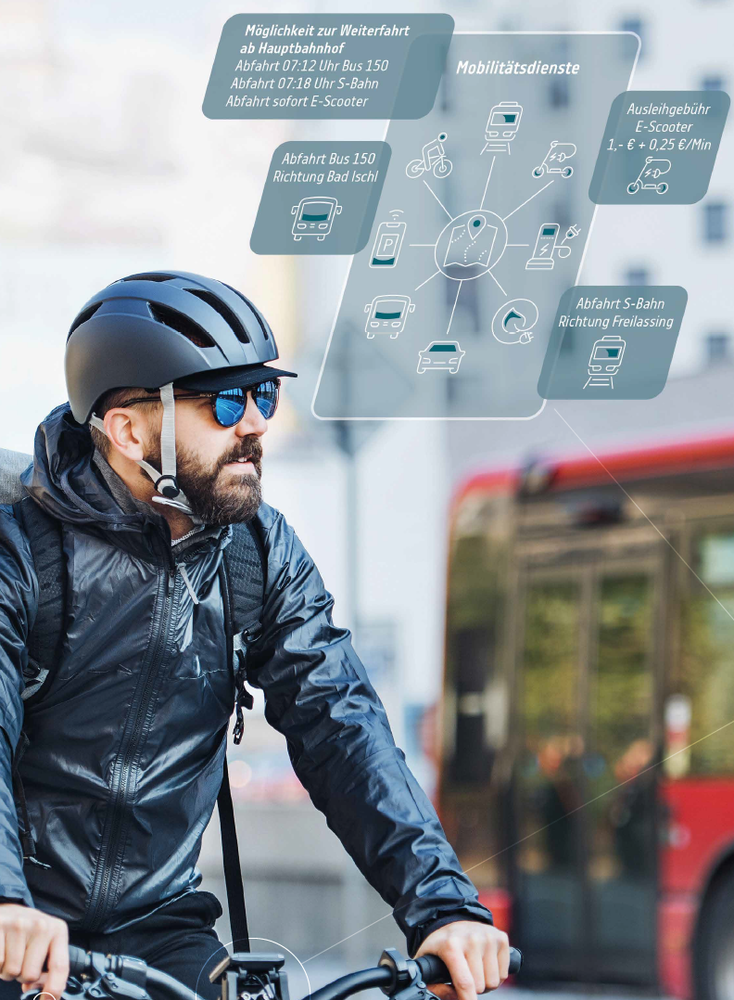 Möglichkeit zur Weiterfahrt
ab Hauptbahnhof
Abfahrt 07:12 Uhr Bus 150
Abfahrt 07:18 Uhr S-Bahn
Abfahrt sofort E-Scooter
Mobilitätsdienste
Ausleihgebühr
E-Scooter
1,- € + 0,25 €/Min
Abfahrt Bus 150
Richtung Bad Ischl
P
Abfahrt S-Bahn
Richtung Freilassing